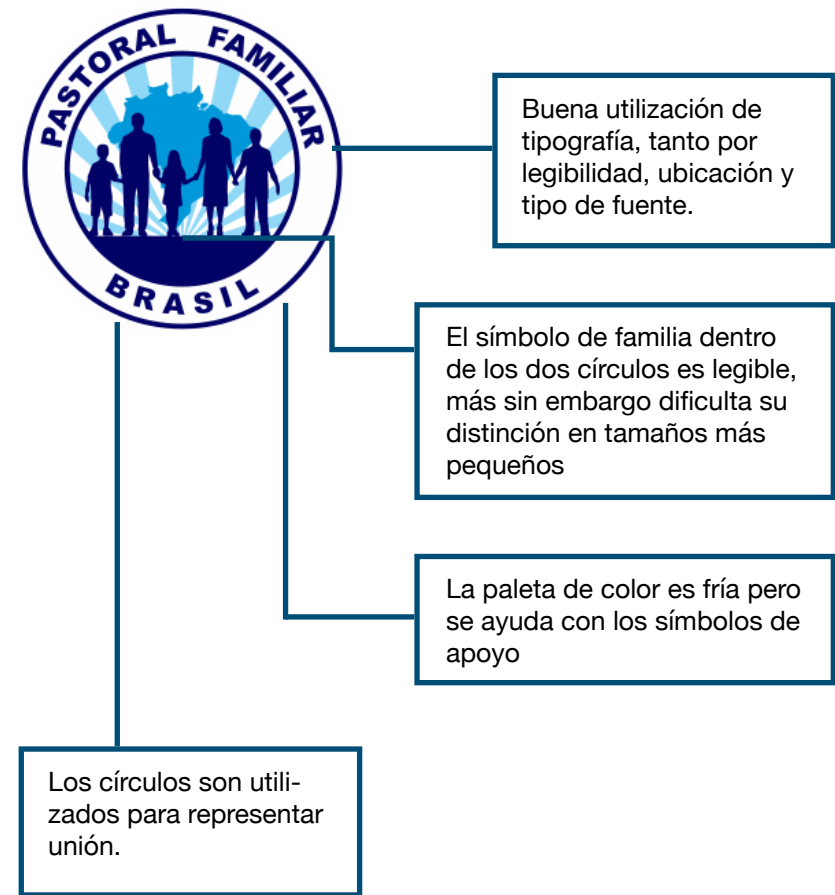 PASTORAL FAMILIAR
BRASIL
Buena utilización de
tipografía, tanto por
legibilidad, ubicación y
tipo de fuente.
El símbolo de familia dentro
de los dos círculos es legible,
más sin embargo dificulta su
distinción en tamaños más
pequeños
La paleta de color es fría pero
se ayuda con los símbolos de
apoyo
Los círculos son utili-
zados para representar
unión.